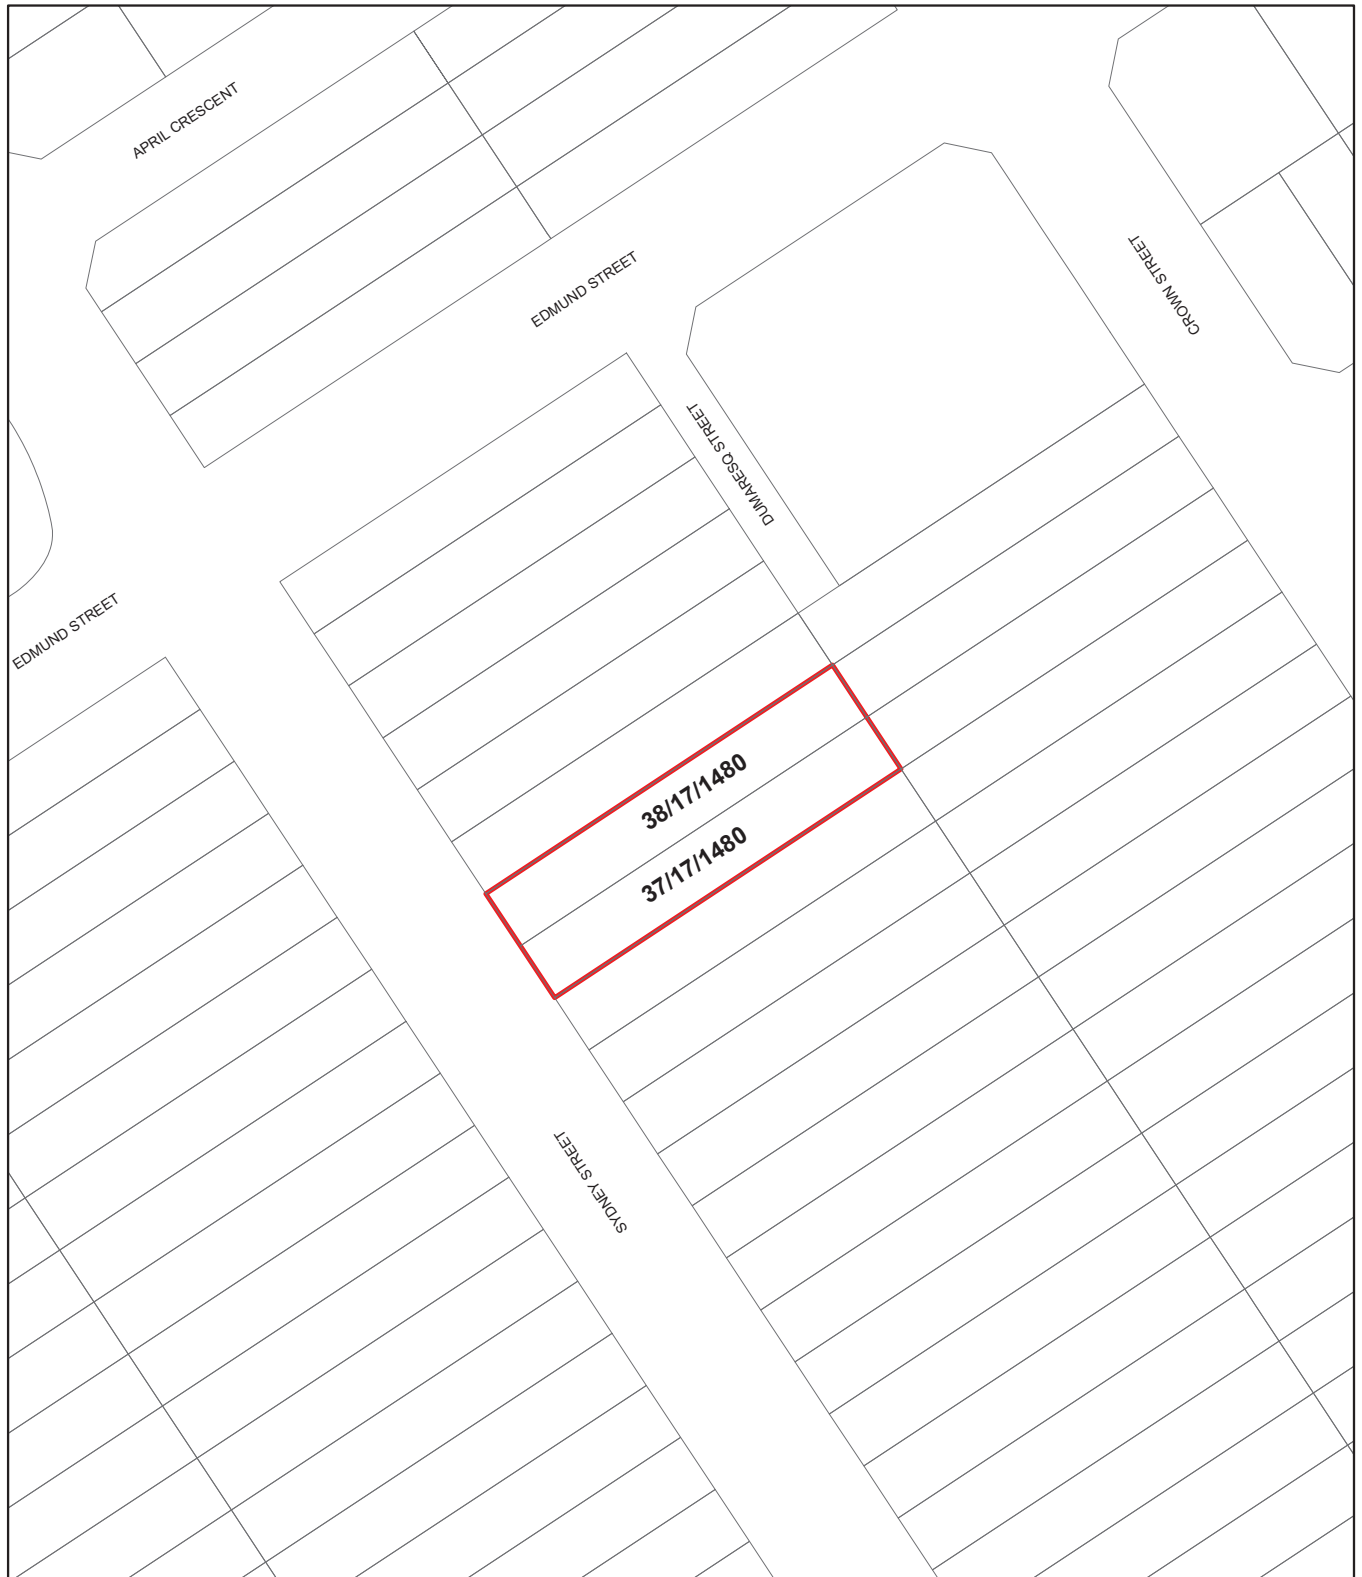 APRIL CRESCENT
EDMUND STREET
CROWN STREET
DUMARESQ STREET
EDMUND STREET
38/17/1480
37/17/1480
SYDNEY STREET